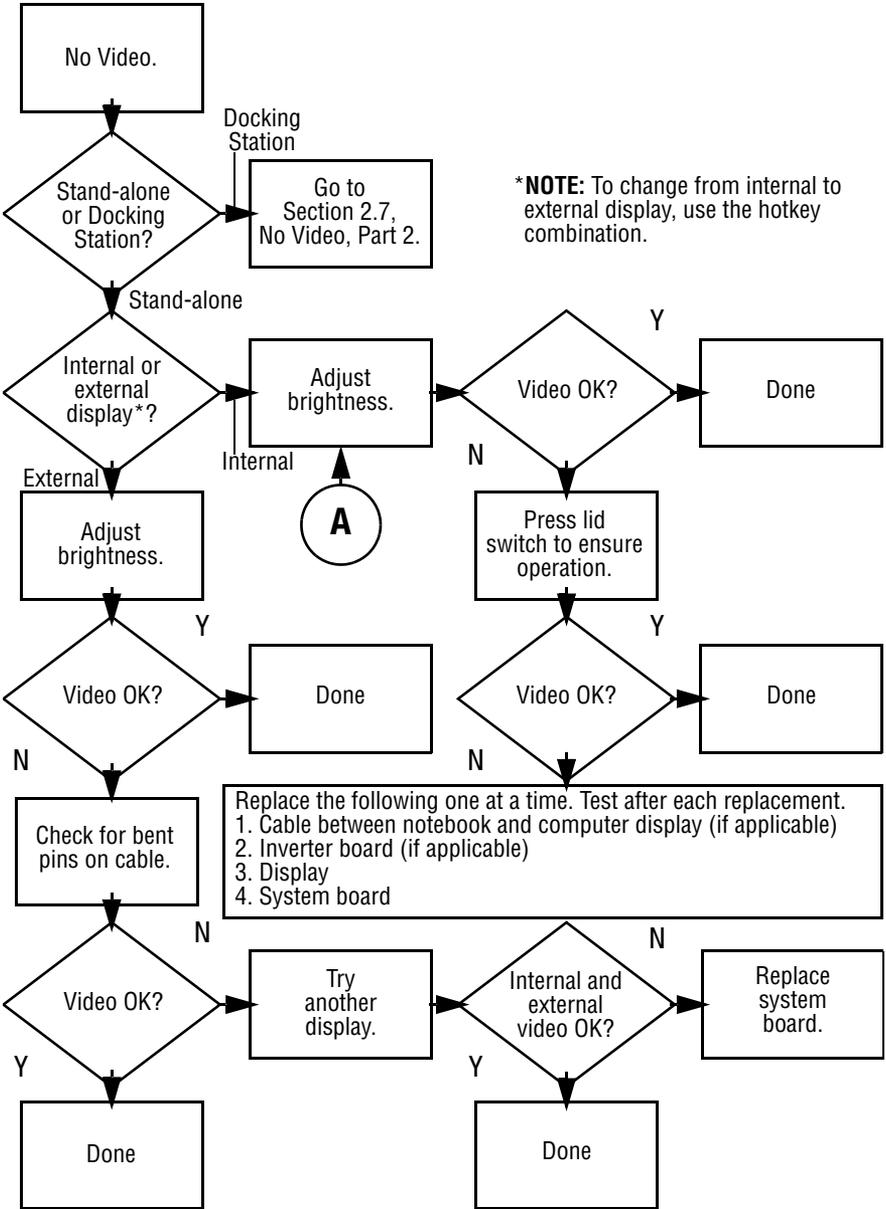 No Video.
Docking
Station
Stand-alone
or Docking
Station?
Go to
Section 2.7,
No Video, Part 2.
*NOTE: To change from internal to
external display, use the hotkey
combination.
Stand-alone
Internal or
external
display*?
Internal
Adjust
brightness.
Video OK?
Y
Done
N
External
Adjust
brightness.
A
Press lid
switch to ensure
operation.
Y
Video OK?
Done
N
Y
Video OK?
Done
N
Check for bent
pins on cable.
Replace the following one at a time. Test after each replacement.
1. Cable between notebook and computer display (if applicable)
2. Inverter board (if applicable)
3. Display
4. System board
N
Video OK?
Try
another
display.
Internal and
external
video OK?
N
Replace
system
board.
Y
Done
Y
Done